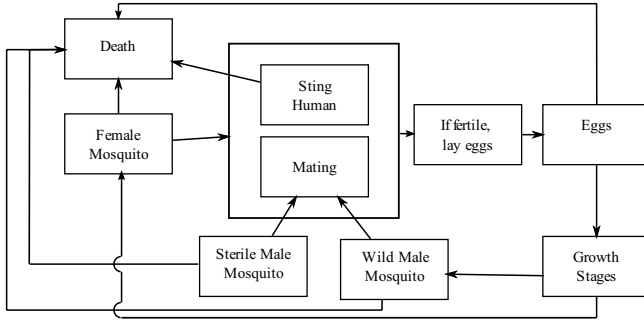 Death
Sting
Human
Female
Mosquito
If fertile,
lay eggs
Eggs
Mating
Sterile Male
Mosquito
Wild Male
Mosquito
Growth
Stages